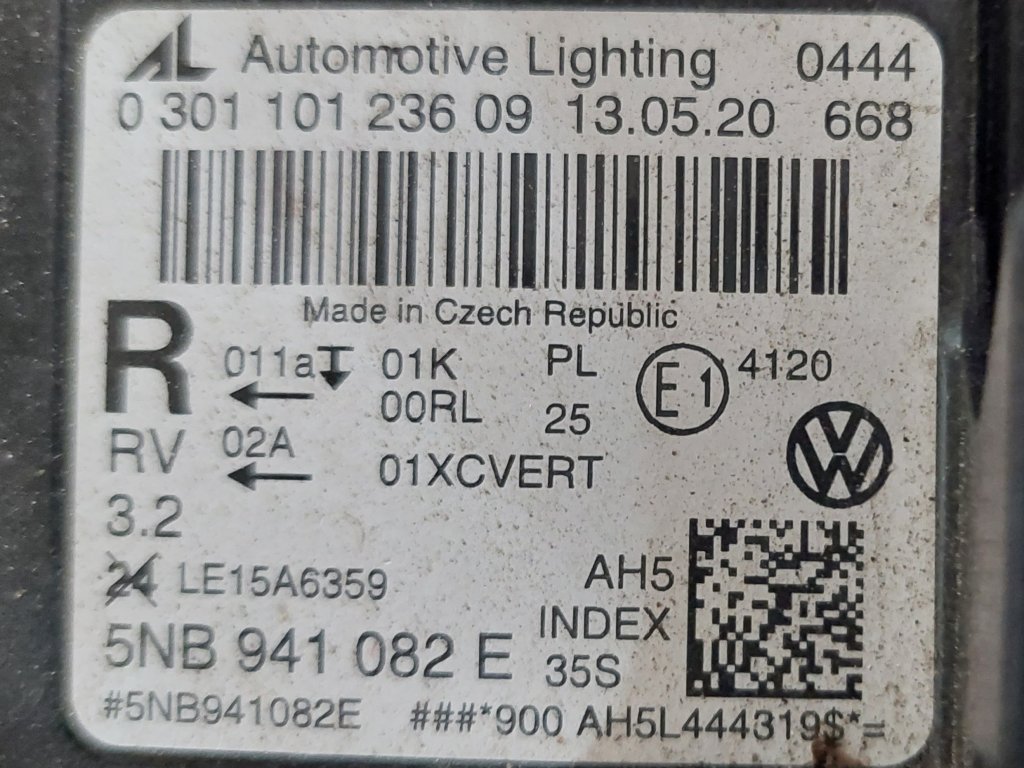 AL Automotive Lighting 0444
0 301 101 236 09 13.05.20 668
Made in Czech Republic
R 011a 01K PL E1 4120
00RL 25
RV 02A 01XCVERT VW
3.2
24 LE15A6359 AH5
5NB 941 082 E INDEX
35S
#5NB941082E ###*900 AH5L444319$*=